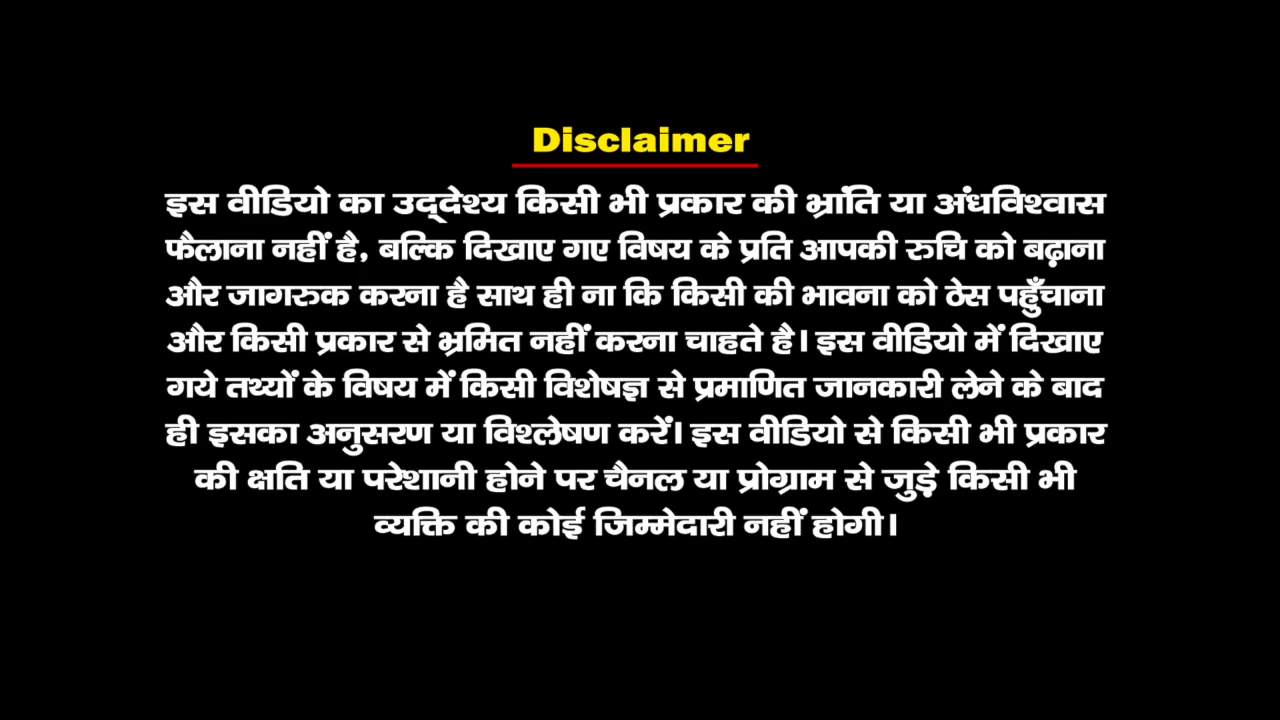 Disclaimer
इस वीडियो का उद्देश्य किसी भी प्रकार की भ्रांति या अंधविश्वास
फैलाना नहीं है, बल्कि दिखाए गए विषय के प्रति आपकी रुचि को बढ़ाना
और जागरुक करना है साथ ही ना कि किसी की भावना को ठेस पहुँचाना
और किसी प्रकार से भ्रमित नहीं करना चाहते है। इस वीडियो में दिखाए
गये तथ्यों के विषय में किसी विशेषज्ञ से प्रमाणित जानकारी लेने के बाद
ही इसका अनुसरण या विश्लेषण करें। इस वीडियो से किसी भी प्रकार
की क्षति या परेशानी होने पर चैनल या प्रोग्राम से जुड़े किसी भी
व्यक्ति की कोई जिम्मेदारी नहीं होगी।